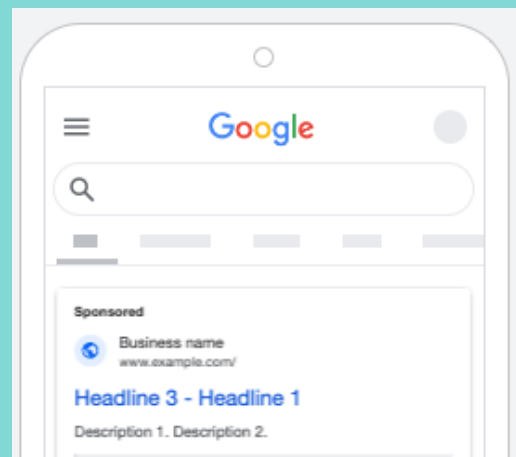 Google
Sponsored
Business name
www.example.com/
Headline 3 - Headline 1
Description 1. Description 2.